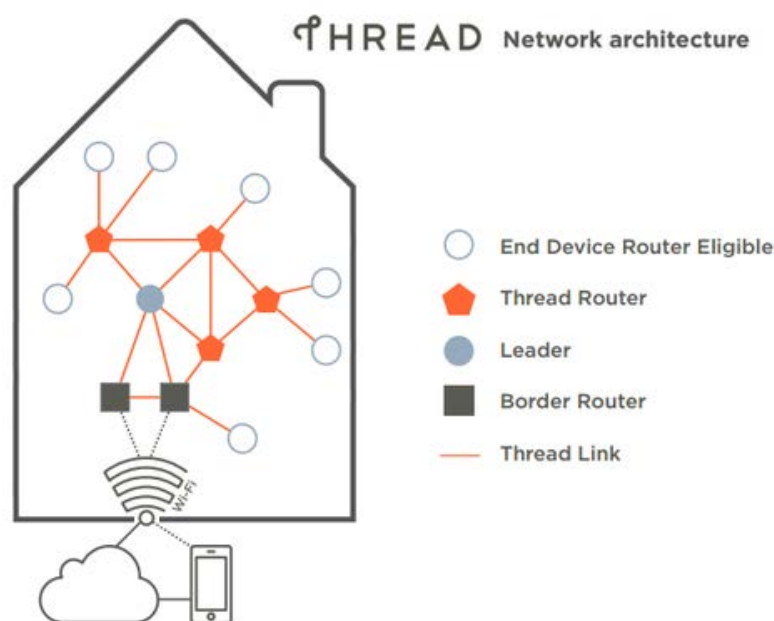 THREAD Network architecture
End Device Router Eligible
Thread Router
Leader
Border Router
Thread Link
Wi-Fi